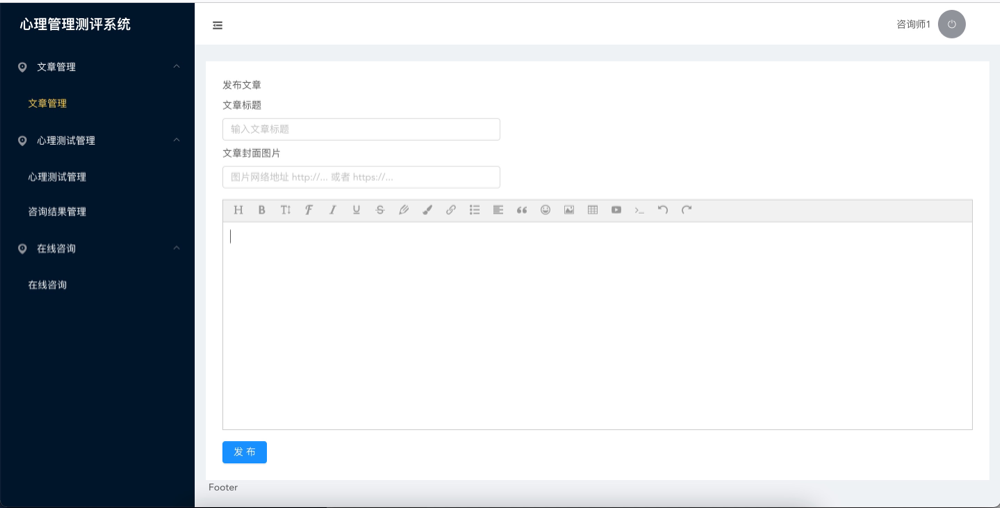 心理管理测评系统
咨询师1
文章管理
文章管理
心理测试管理
心理测试管理
咨询结果管理
在线咨询
在线咨询
发布文章
文章标题
输入文章标题
文章封面图片
图片网络地址 http://... 或者 https://...
发 布
Footer